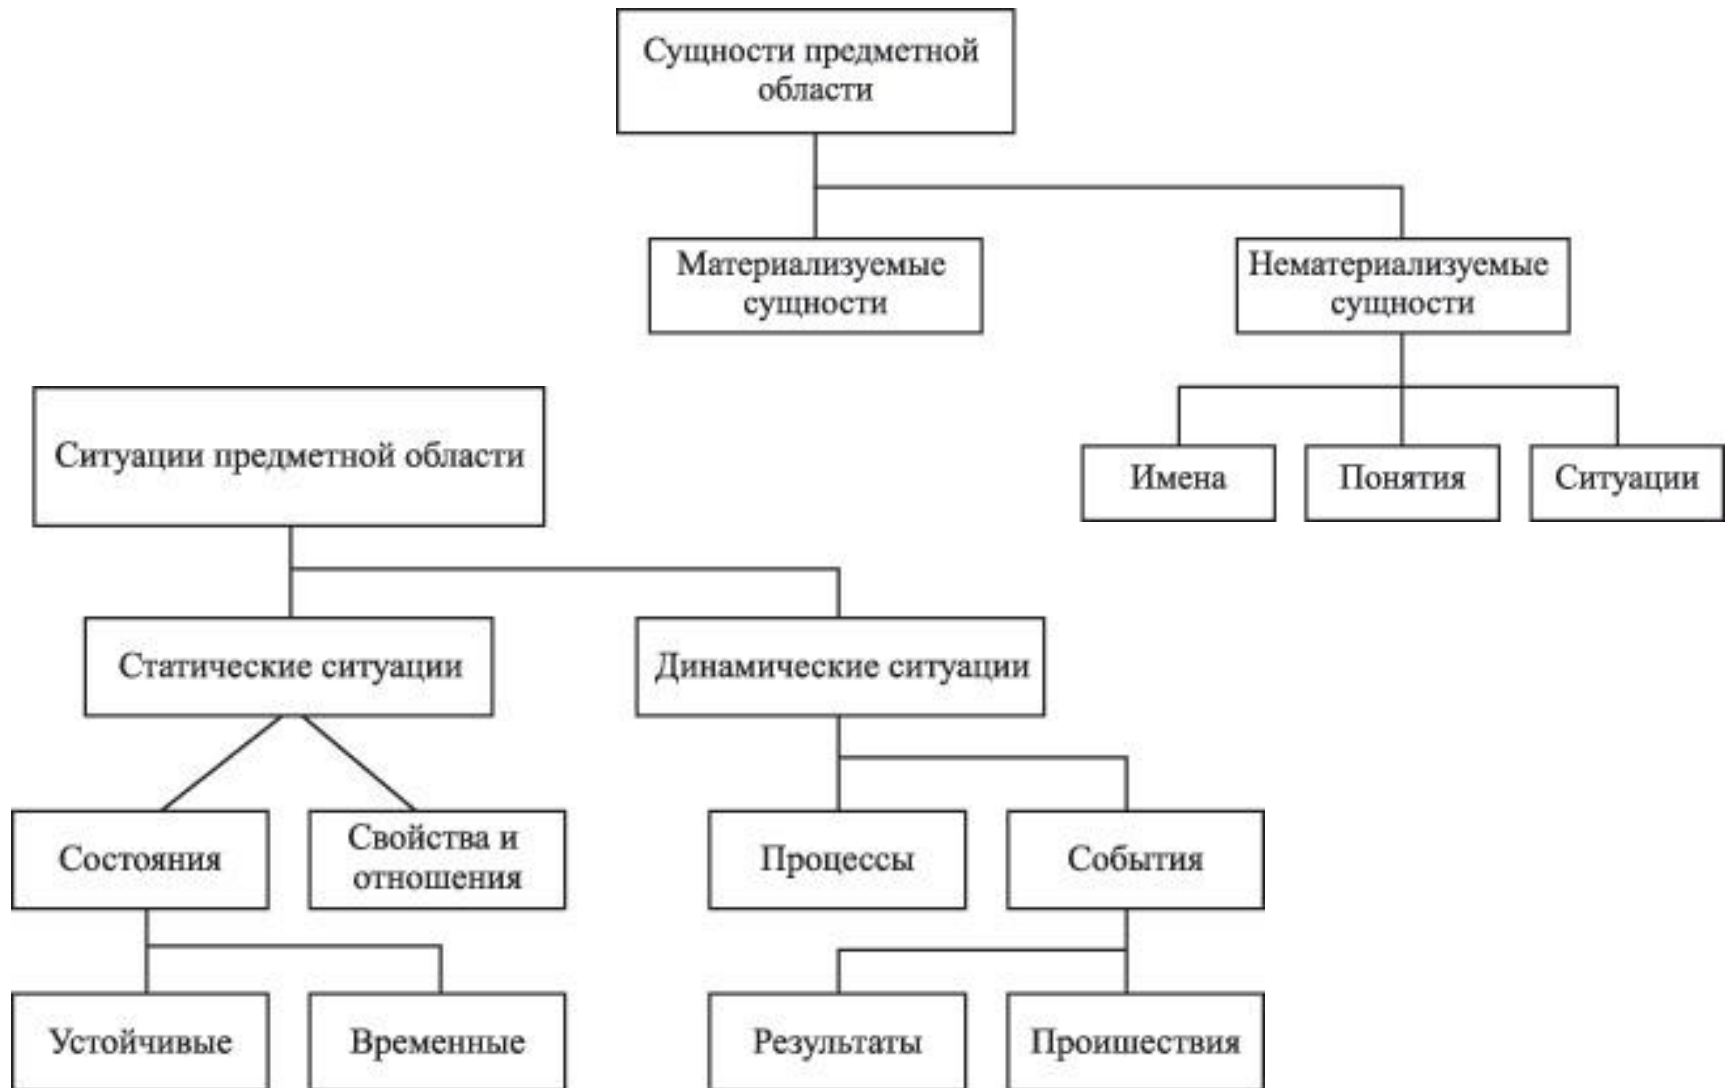 Сущности предметной
области
Материализуемые
сущности
Нематериализуемые
сущности
Имена
Понятия
Ситуации
Ситуации предметной области
Статические ситуации
Динамические ситуации
Состояния
Свойства и
отношения
Процессы
События
Устойчивые
Временные
Результаты
Проишествия